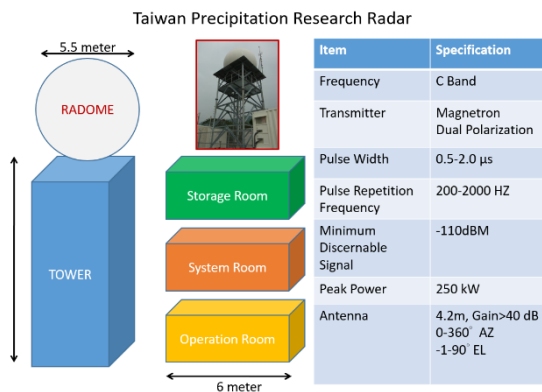 Taiwan Precipitation Research Radar
5.5 meter
RADOME
TOWER
Storage Room
System Room
Operation Room
6 meter
Item Specification
Frequency C Band
Transmitter Magnetron
Dual Polarization
Pulse Width 0.5-2.0 µs
Pulse Repetition 200-2000 HZ
Frequency
Minimum -110dBM
Discernable
Signal
Peak Power 250 kW
Antenna 4.2m, Gain>40 dB
0-360° AZ
-1-90° EL